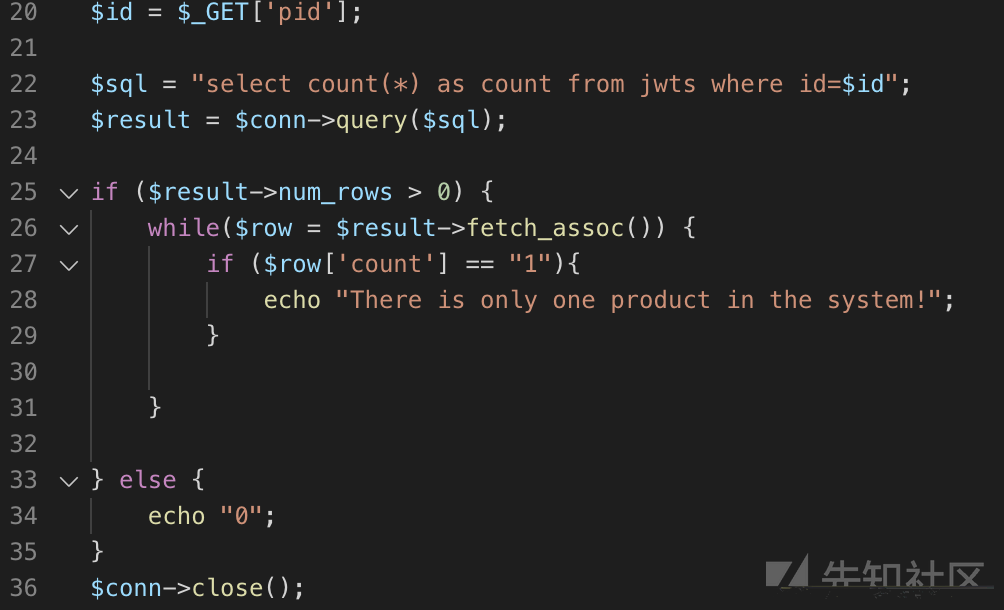 20 $id = $_GET['pid'];
21
22 $sql = "select count(*) as count from jwts where id=$id";
23 $result = $conn->query($sql);
24
25 if ($result->num_rows > 0) {
26 while($row = $result->fetch_assoc()) {
27 if ($row['count'] == "1"){
28 echo "There is only one product in the system!";
29 }
30
31 }
32
33 } else {
34 echo "0";
35 }
36 $conn->close();
先知社区